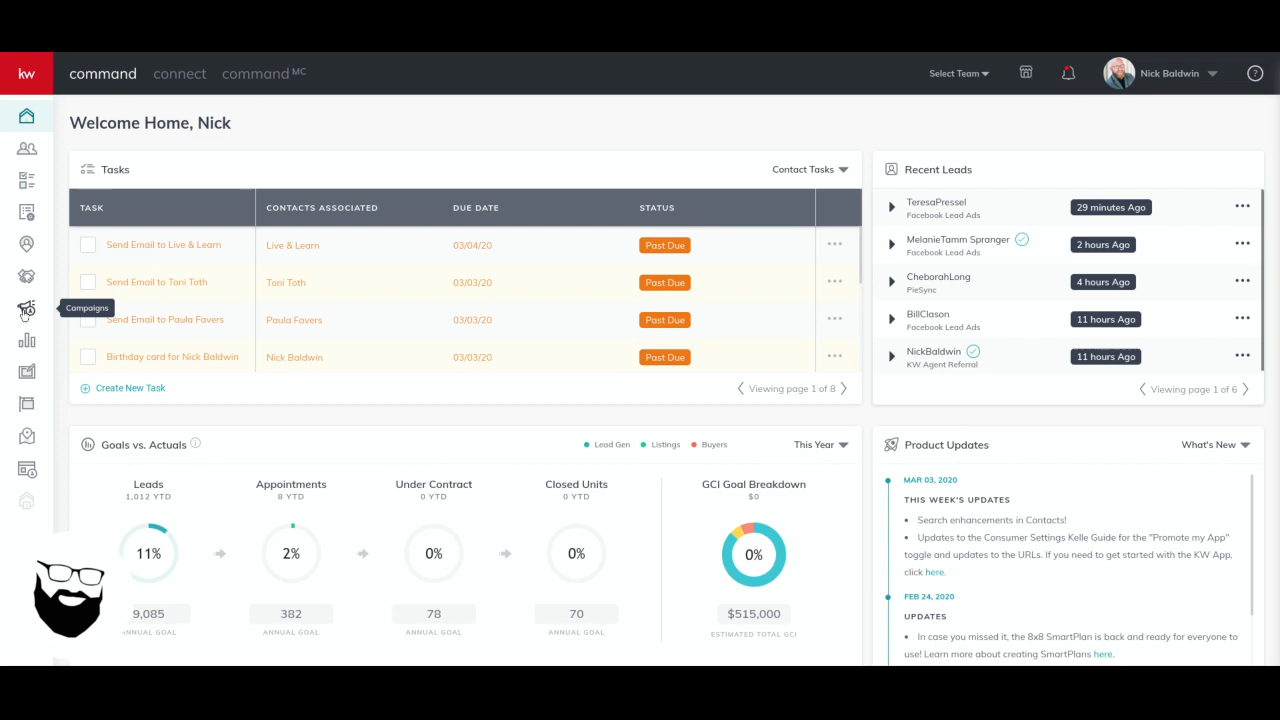 kw command connect command MC Select Team Nick Baldwin ?
Welcome Home, Nick
Tasks Contact Tasks
TASK CONTACTS ASSOCIATED DUE DATE STATUS
Send Email to Live & Learn Live & Learn 03/04/20 Past Due
Send Email to Toni Toth Toni Toth 03/03/20 Past Due
Campaigns
Send Email to Paula Favers Paula Favers 03/03/20 Past Due
Birthday card for Nick Baldwin Nick Baldwin 03/03/20 Past Due
Create New Task Viewing page 1 of 8
Recent Leads
TeresaPressel 29 minutes Ago
Facebook Lead Ads
MelanieTamm Spranger 2 hours Ago
Facebook Lead Ads
CheborahLong 4 hours Ago
PieSync
BillClason 11 hours Ago
Facebook Lead Ads
NickBaldwin 11 hours Ago
KW Agent Referral
Viewing page 1 of 6
Goals vs. Actuals Lead Gen Listings Buyers This Year
Leads Appointments Under Contract Closed Units GCI Goal Breakdown
1,012 YTD 8 YTD 0 YTD 0 YTD $0
11% 2% 0% 0% 0%
9,085 382 78 70 $515,000
ANNUAL GOAL ANNUAL GOAL ANNUAL GOAL ANNUAL GOAL ESTIMATED TOTAL GCI
Product Updates What's New
MAR 03, 2020
THIS WEEK'S UPDATES
• Search enhancements in Contacts!
• Updates to the Consumer Settings Kelle Guide for the "Promote my App"
toggle and updates to the URLs. If you need to get started with the KW App,
click here.
FEB 24, 2020
UPDATES
• In case you missed it, the 8x8 SmartPlan is back and ready for everyone to
use! Learn more about creating SmartPlans here.